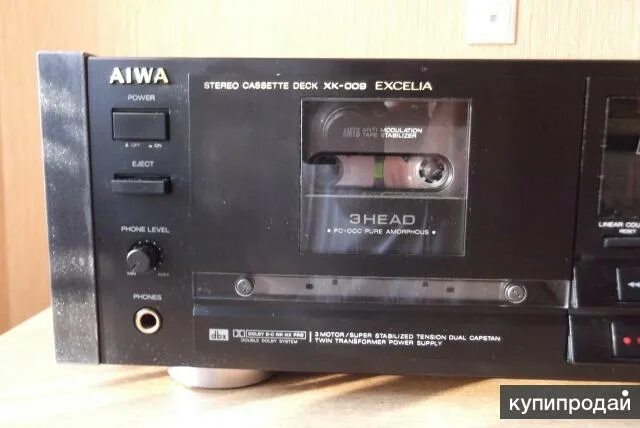 AIWA
STEREO CASSETTE DECK XK-009 EXCELIA
POWER
OFF ON
EJECT
AMTS ANTI MODULATION
TAPE STABILIZER
3HEAD
• PC-OCC PURE AMORPHOUS •
LINEAR COU
RESET
PHONE LEVEL
MIN MAX
PHONES
dbx DOLBY B-C NR HX PRO
DOUBLE DOLBY SYSTEM
3 MOTOR/SUPER STABILIZED TENSION DUAL CAPSTAN
TWIN TRANSFORMER POWER SUPPLY
купипродай